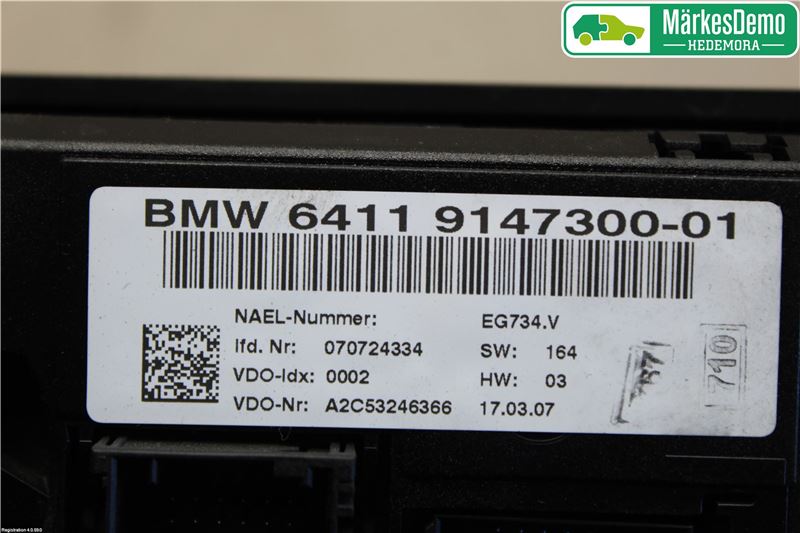 MärkesDemo
HEDEMORA
BMW 6411 9147300-01
NAEL-Nummer: EG734.V
lfd. Nr: 070724334 SW: 164
VDO-Idx: 0002 HW: 03
VDO-Nr: A2C53246366 17.03.07
710